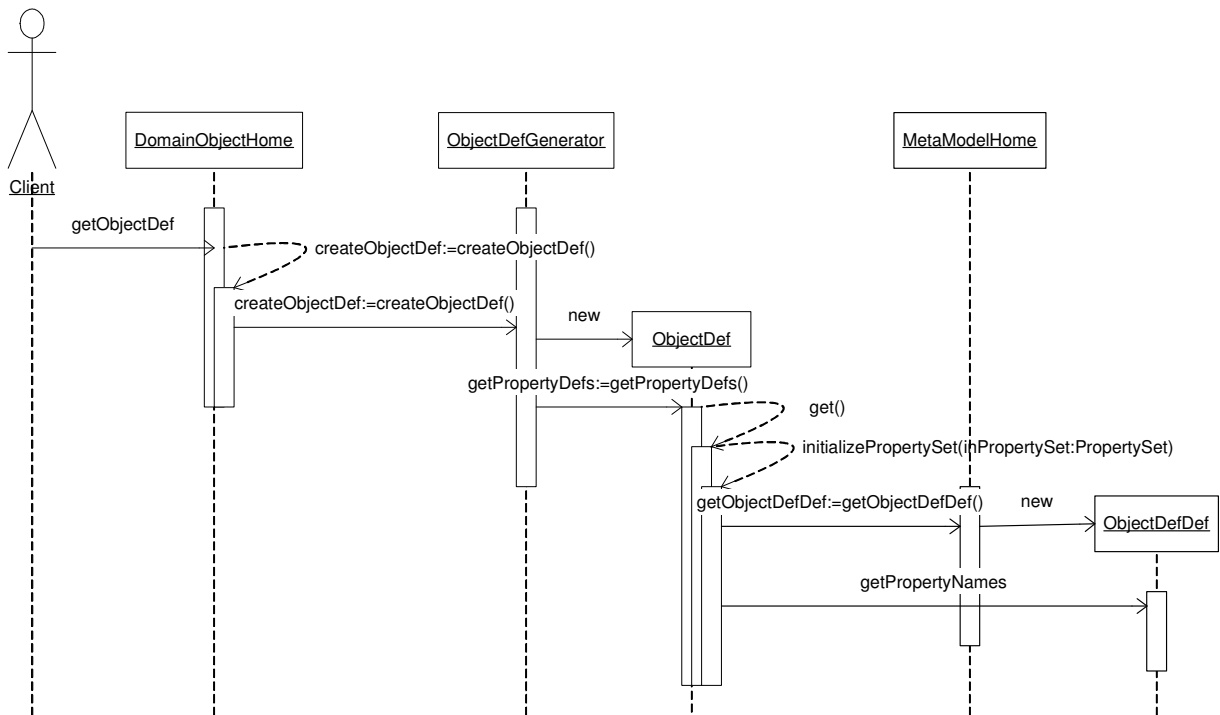 DomainObjectHome
ObjectDefGenerator
MetaModelHome
Client
getObjectDef
createObjectDef:=createObjectDef()
createObjectDef:=createObjectDef()
new
ObjectDef
getPropertyDefs:=getPropertyDefs()
get()
initializePropertySet(inPropertySet:PropertySet)
getObjectDefDef:=getObjectDefDef()
new
ObjectDefDef
getPropertyNames